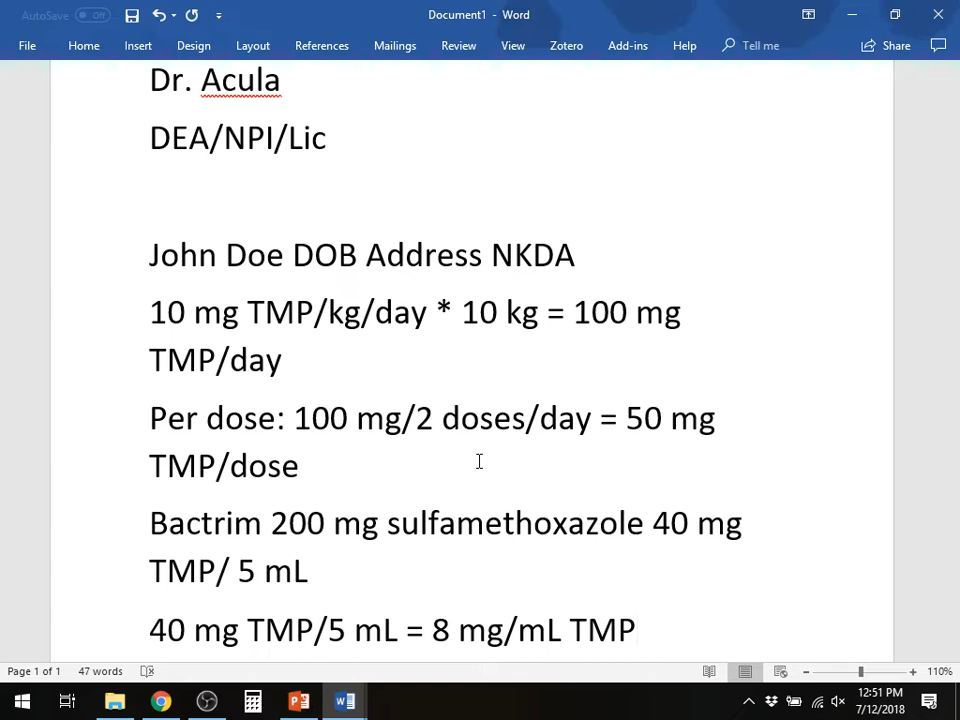 AutoSave Off Document1 - Word
File Home Insert Design Layout References Mailings Review View Zotero Add-ins Help Tell me Share
Dr. Acula
DEA/NPI/Lic
John Doe DOB Address NKDA
10 mg TMP/kg/day * 10 kg = 100 mg
TMP/day
Per dose: 100 mg/2 doses/day = 50 mg
TMP/dose
Bactrim 200 mg sulfamethoxazole 40 mg
TMP/ 5 mL
40 mg TMP/5 mL = 8 mg/mL TMP
Page 1 of 1 47 words 110%
12:51 PM
7/12/2018